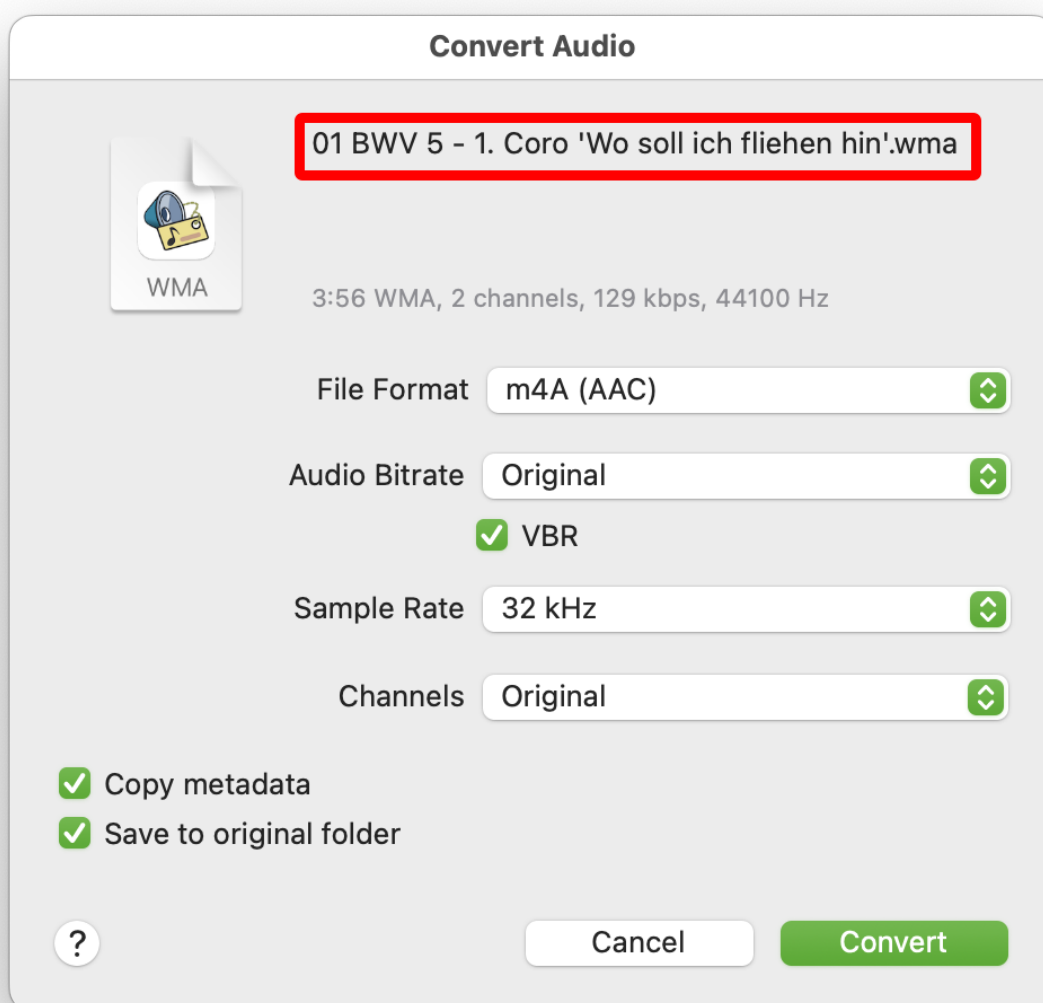 Convert Audio
01 BWV 5 - 1. Coro 'Wo soll ich fliehen hin'.wma
WMA
3:56 WMA, 2 channels, 129 kbps, 44100 Hz
File Format m4A (AAC)
Audio Bitrate Original
VBR
Sample Rate 32 kHz
Channels Original
Copy metadata
Save to original folder
? Cancel Convert